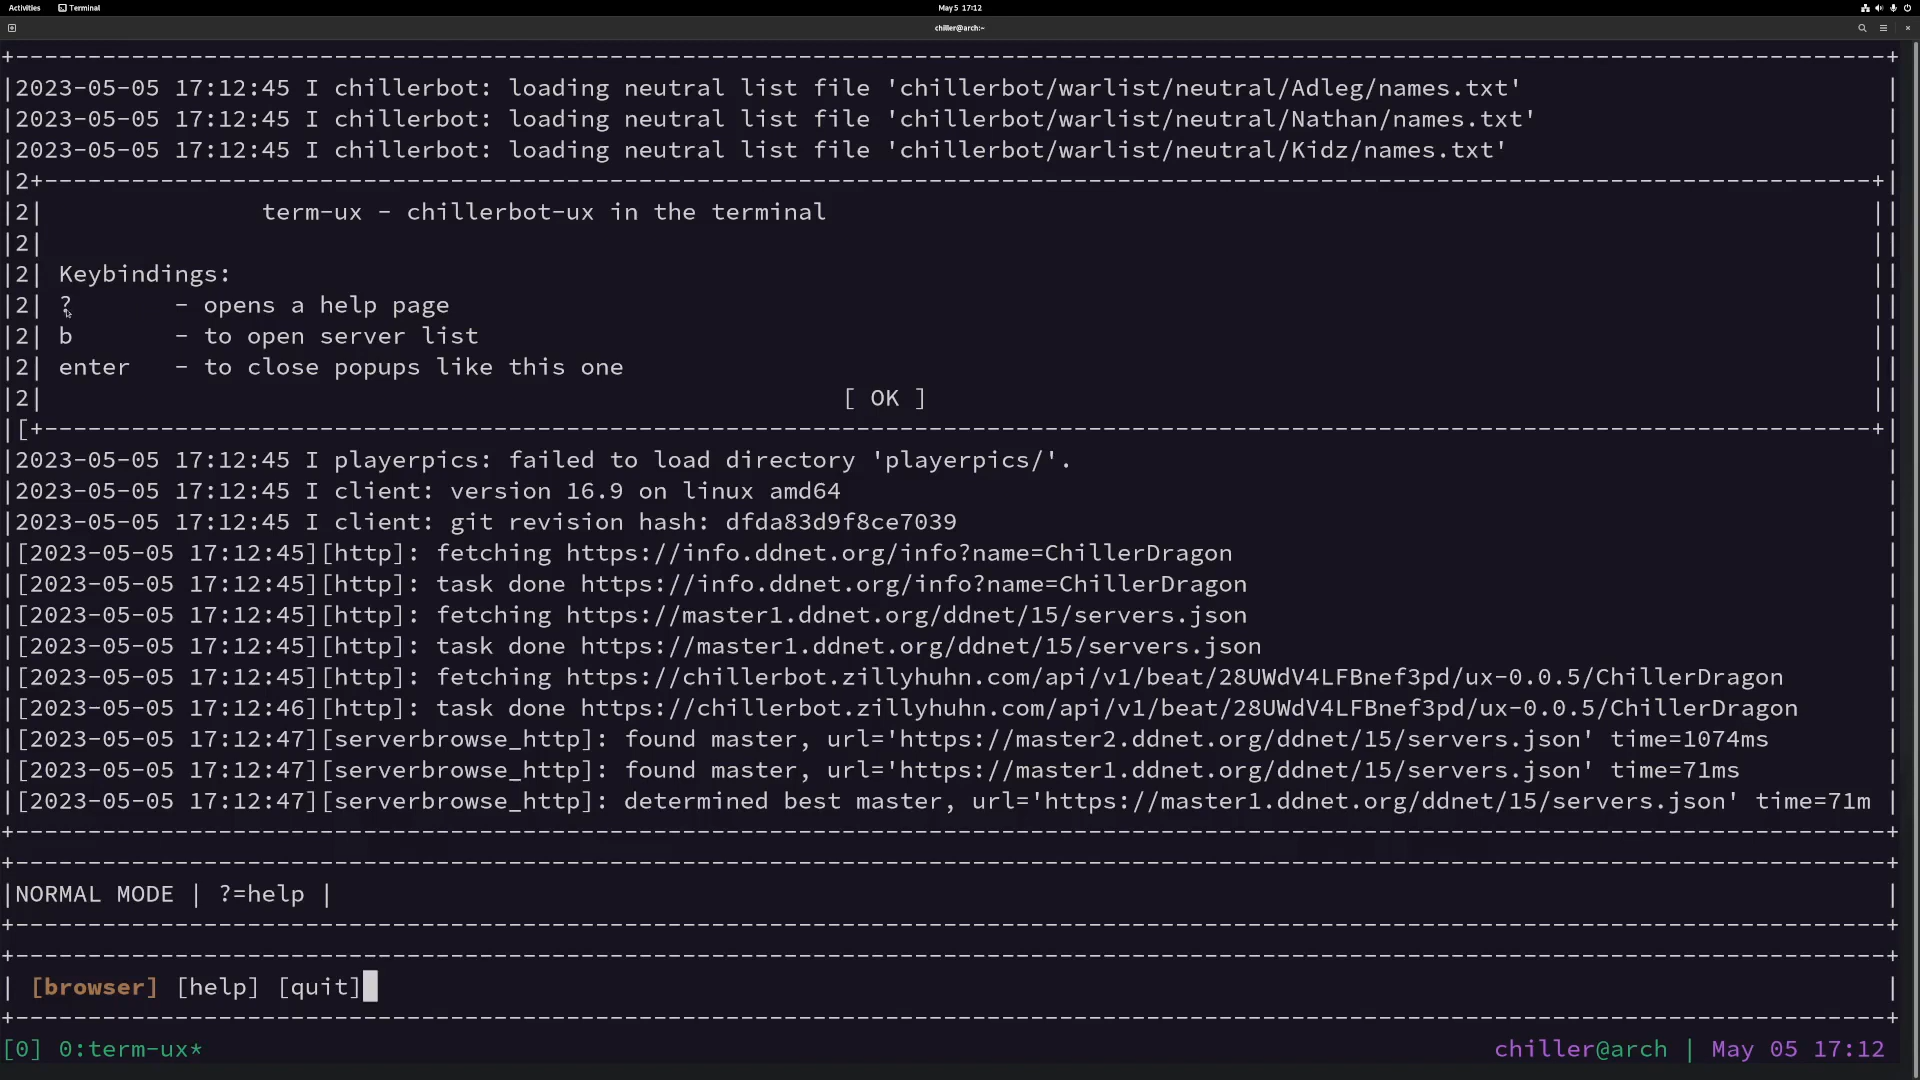 Activities Terminal May 5 17:12
chiller@arch:~
2023-05-05 17:12:45 I chillerbot: loading neutral list file 'chillerbot/warlist/neutral/Adleg/names.txt'
2023-05-05 17:12:45 I chillerbot: loading neutral list file 'chillerbot/warlist/neutral/Nathan/names.txt'
2023-05-05 17:12:45 I chillerbot: loading neutral list file 'chillerbot/warlist/neutral/Kidz/names.txt'
|2+
|2| term-ux - chillerbot-ux in the terminal
|2|
|2| Keybindings:
|2| ? - opens a help page
|2| b - to open server list
|2| enter - to close popups like this one
|2| [ OK ]
|[+
|2023-05-05 17:12:45 I playerpics: failed to load directory 'playerpics/'.
|2023-05-05 17:12:45 I client: version 16.9 on linux amd64
|2023-05-05 17:12:45 I client: git revision hash: dfda83d9f8ce7039
|[2023-05-05 17:12:45][http]: fetching https://info.ddnet.org/info?name=ChillerDragon
|[2023-05-05 17:12:45][http]: task done https://info.ddnet.org/info?name=ChillerDragon
|[2023-05-05 17:12:45][http]: fetching https://master1.ddnet.org/ddnet/15/servers.json
|[2023-05-05 17:12:45][http]: task done https://master1.ddnet.org/ddnet/15/servers.json
|[2023-05-05 17:12:45][http]: fetching https://chillerbot.zillyhuhn.com/api/v1/beat/28UWdV4LFBnef3pd/ux-0.0.5/ChillerDragon
|[2023-05-05 17:12:46][http]: task done https://chillerbot.zillyhuhn.com/api/v1/beat/28UWdV4LFBnef3pd/ux-0.0.5/ChillerDragon
|[2023-05-05 17:12:47][serverbrowse_http]: found master, url='https://master2.ddnet.org/ddnet/15/servers.json' time=1074ms
|[2023-05-05 17:12:47][serverbrowse_http]: found master, url='https://master1.ddnet.org/ddnet/15/servers.json' time=71ms
|[2023-05-05 17:12:47][serverbrowse_http]: determined best master, url='https://master1.ddnet.org/ddnet/15/servers.json' time=71m
|NORMAL MODE | ?=help |
| [browser] [help] [quit]
[0] 0:term-ux* chiller@arch | May 05 17:12